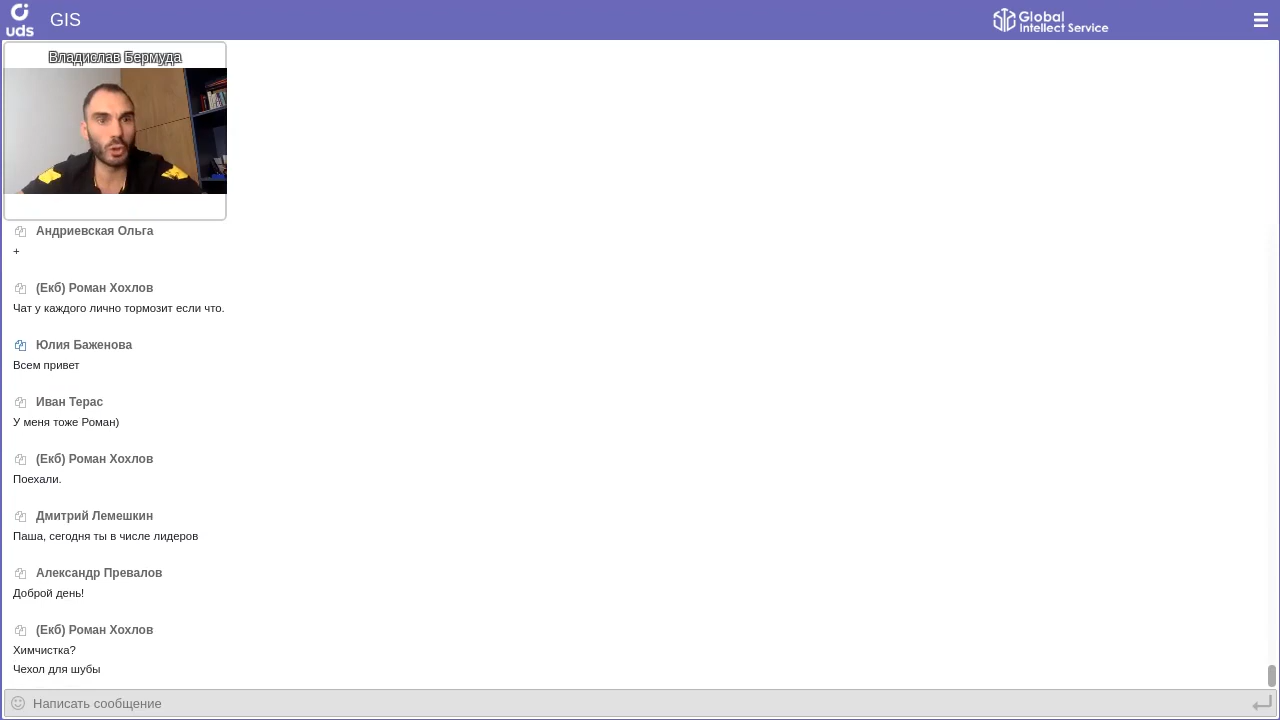 uds
GIS
Global
Intellect Service
Владислав Бермуда
Андриевская Ольга
+
(Екб) Роман Хохлов
Чат у каждого лично тормозит если что.
Юлия Баженова
Всем привет
Иван Терас
У меня тоже Роман)
(Екб) Роман Хохлов
Поехали.
Дмитрий Лемешкин
Паша, сегодня ты в числе лидеров
Александр Превалов
Доброй день!
(Екб) Роман Хохлов
Химчистка?
Чехол для шубы
Написать сообщение